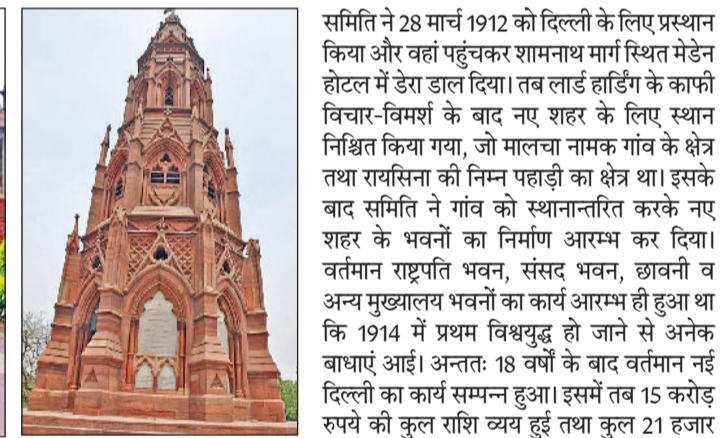 समिति ने 28 मार्च 1912 को दिल्ली के लिए प्रस्थान
किया और वहां पहुंचकर शामनाथ मार्ग स्थित मेडेन
होटल में डेरा डाल दिया। तब लार्ड हार्डिंग के काफी
विचार-विमर्श के बाद नए शहर के लिए स्थान
निश्चित किया गया, जो मालचा नामक गांव के क्षेत्र
तथा रायसिना की निम्न पहाड़ी का क्षेत्र था। इसके
बाद समिति ने गांव को स्थानान्तरित करके नए
शहर के भवनों का निर्माण आरम्भ कर दिया।
वर्तमान राष्ट्रपति भवन, संसद भवन, छावनी व
अन्य मुख्यालय भवनों का कार्य आरम्भ ही हुआ था
कि 1914 में प्रथम विश्वयुद्ध हो जाने से अनेक
बाधाएं आई। अन्ततः 18 वर्षों के बाद वर्तमान नई
दिल्ली का कार्य सम्पन्न हुआ। इसमें तब 15 करोड़
रुपये की कुल राशि व्यय हुई तथा कुल 21 हजार